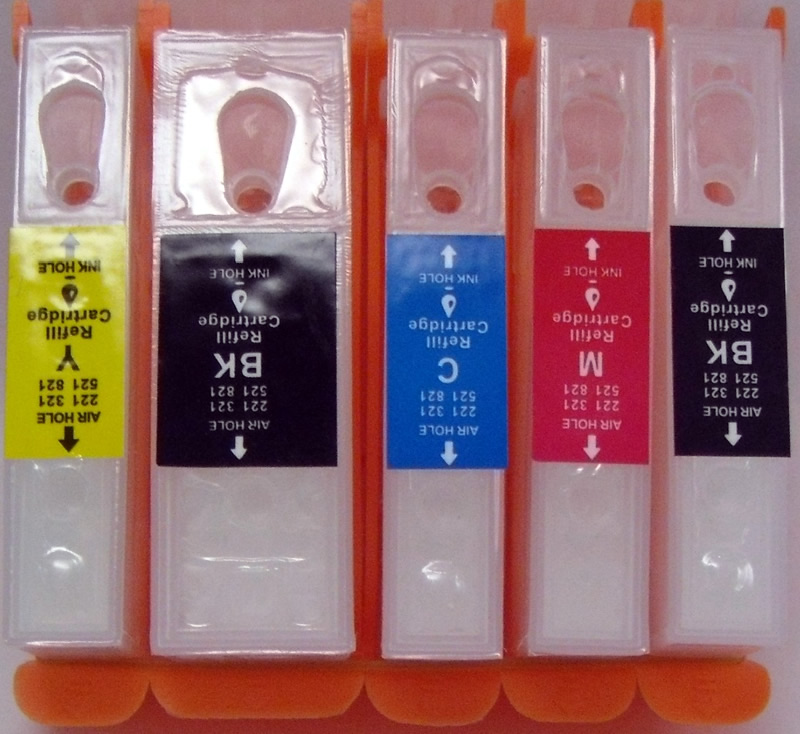 AIR HOLE
221 321
521 821
BK
Refill
Cartridge
INK HOLE
AIR HOLE
221 321
521 821
M
Refill
Cartridge
INK HOLE
AIR HOLE
221 321
521 821
C
Refill
Cartridge
INK HOLE
AIR HOLE
221 321
521 821
BK
Refill
Cartridge
INK HOLE
AIR HOLE
221 321
521 821
Y
Refill
Cartridge
INK HOLE